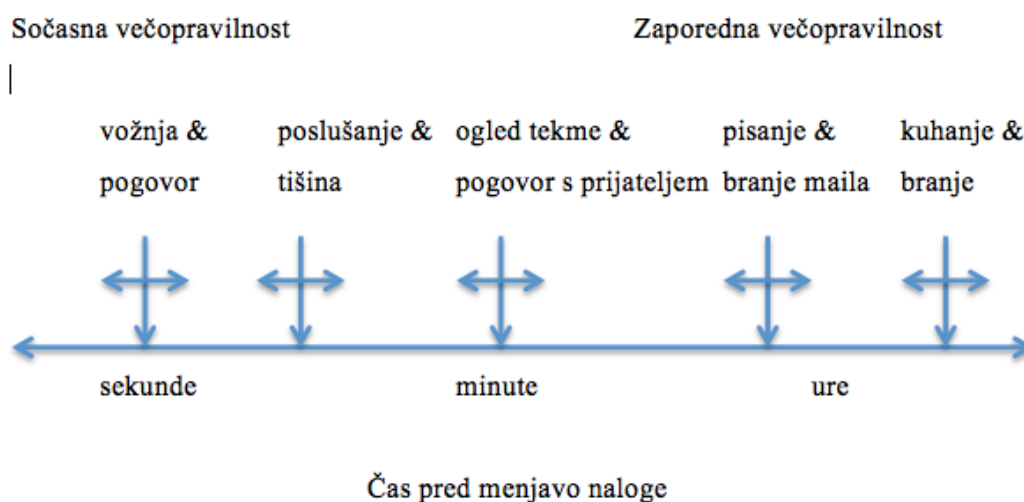 Sočasna večopravilnost Zaporedna večopravilnost
vožnja & poslušanje & ogled tekme & pisanje & kuhanje &
pogovor tišina pogovor s prijateljem branje maila branje
sekunde minute ure
Čas pred menjavo naloge